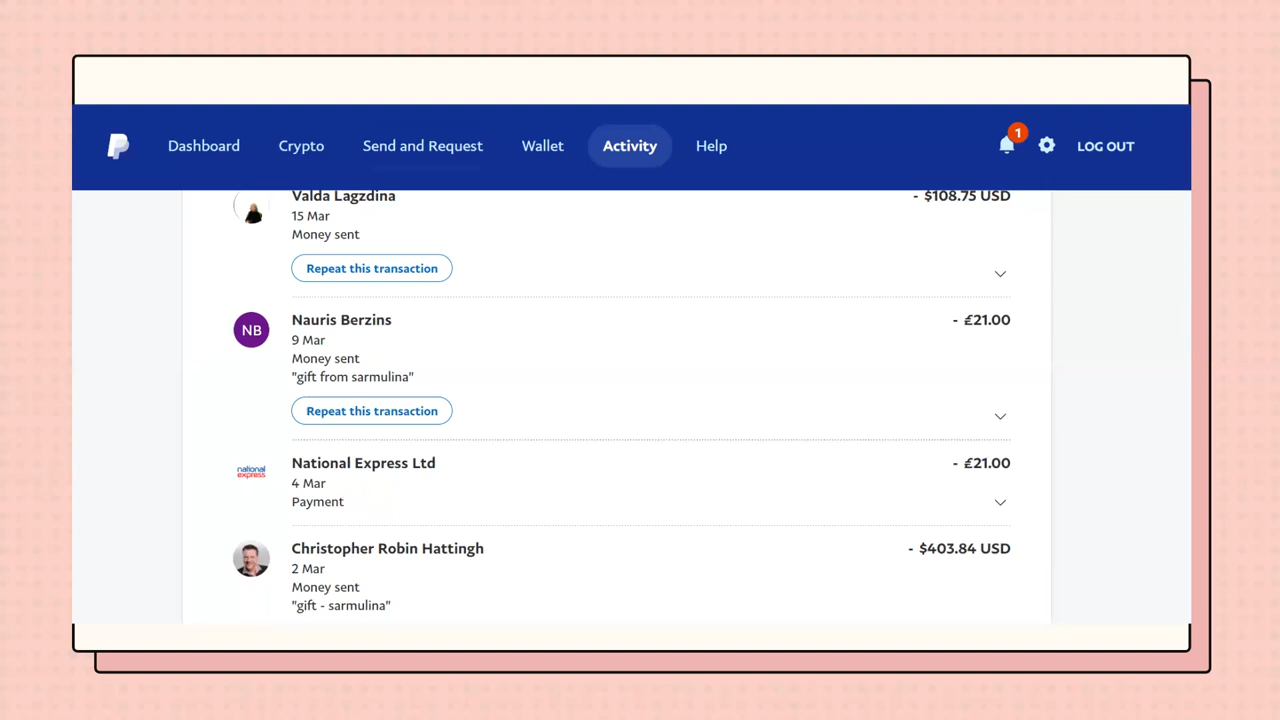 Dashboard Crypto Send and Request Wallet Activity Help 1 LOG OUT
Valda Lagzdina - $108.75 USD
15 Mar
Money sent
Repeat this transaction
NB Nauris Berzins - £21.00
9 Mar
Money sent
"gift from sarmulina"
Repeat this transaction
National Express Ltd - £21.00
national
express
4 Mar
Payment
Christopher Robin Hattingh - $403.84 USD
2 Mar
Money sent
"gift - sarmulina"